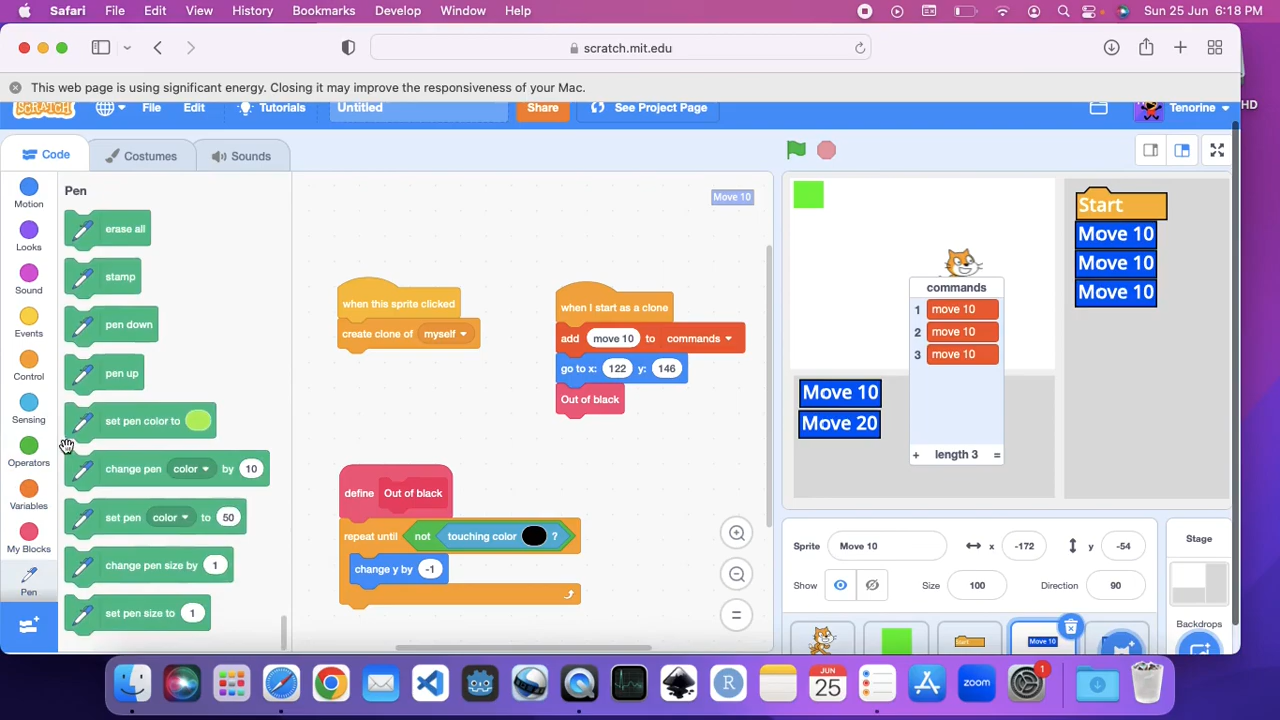 Safari File Edit View History Bookmarks Develop Window Help Sun 25 Jun 6:18 PM
scratch.mit.edu
This web page is using significant energy. Closing it may improve the responsiveness of your Mac.
HD
SCRATCH File Edit Tutorials Untitled Share See Project Page Tenorine
Code Costumes Sounds
Motion
Looks
Sound
Events
Control
Sensing
Operators
Variables
My Blocks
Pen
Pen
erase all
stamp
pen down
pen up
set pen color to
change pen color by 10
set pen color to 50
change pen size by 1
set pen size to 1
Move 10
when this sprite clicked
create clone of myself
when I start as a clone
add move 10 to commands
go to x: 122 y: 146
Out of black
define Out of black
repeat until not touching color ?
change y by -1
commands
1 move 10
2 move 10
3 move 10
+ length 3 =
Move 10
Move 20
Start
Move 10
Move 10
Move 10
Sprite Move 10 x -172 y -54
Show Size 100 Direction 90
Stage
Backdrops
Start
Move 10
JUN
25
R
zoom
1